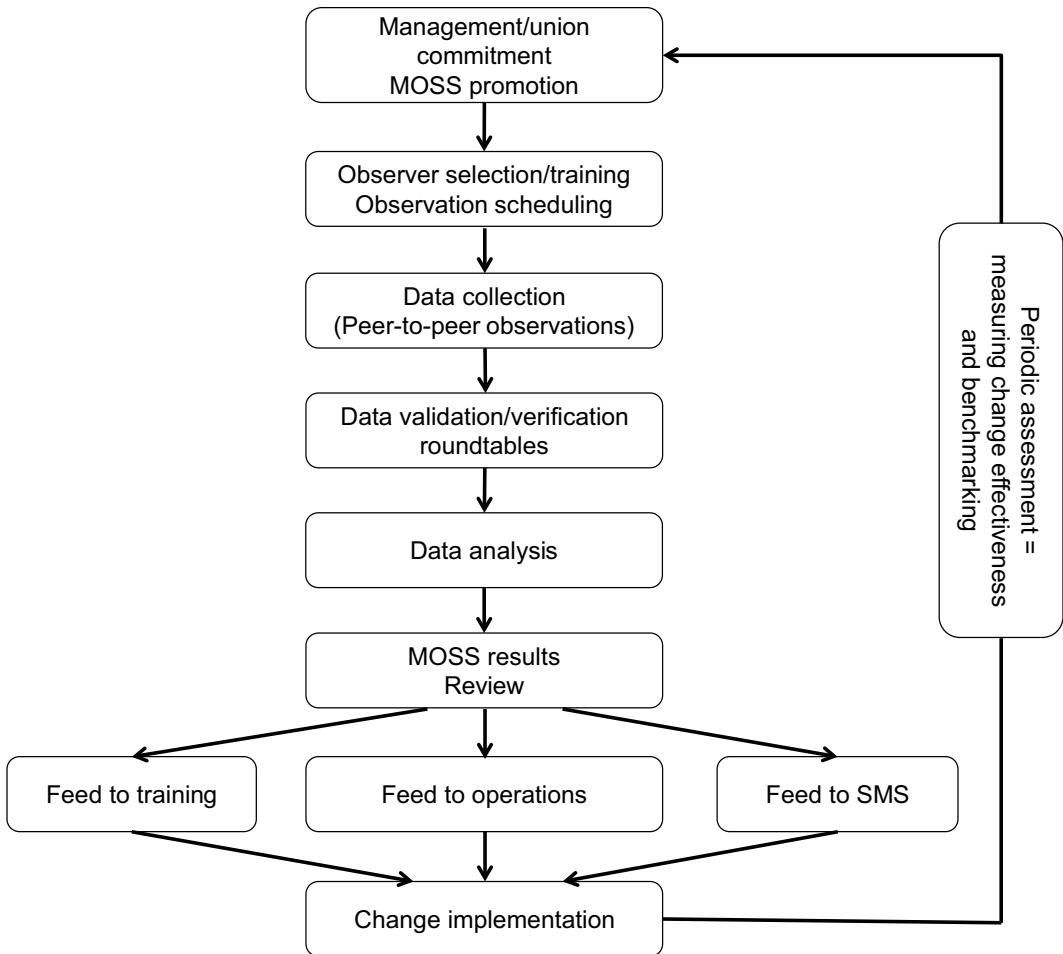 Management/union
commitment
MOSS promotion
Observer selection/training
Observation scheduling
Data collection
(Peer-to-peer observations)
Data validation/verification
roundtables
Data analysis
MOSS results
Review
Feed to training
Feed to operations
Feed to SMS
Change implementation
Periodic assessment =
measuring change effectiveness
and benchmarking